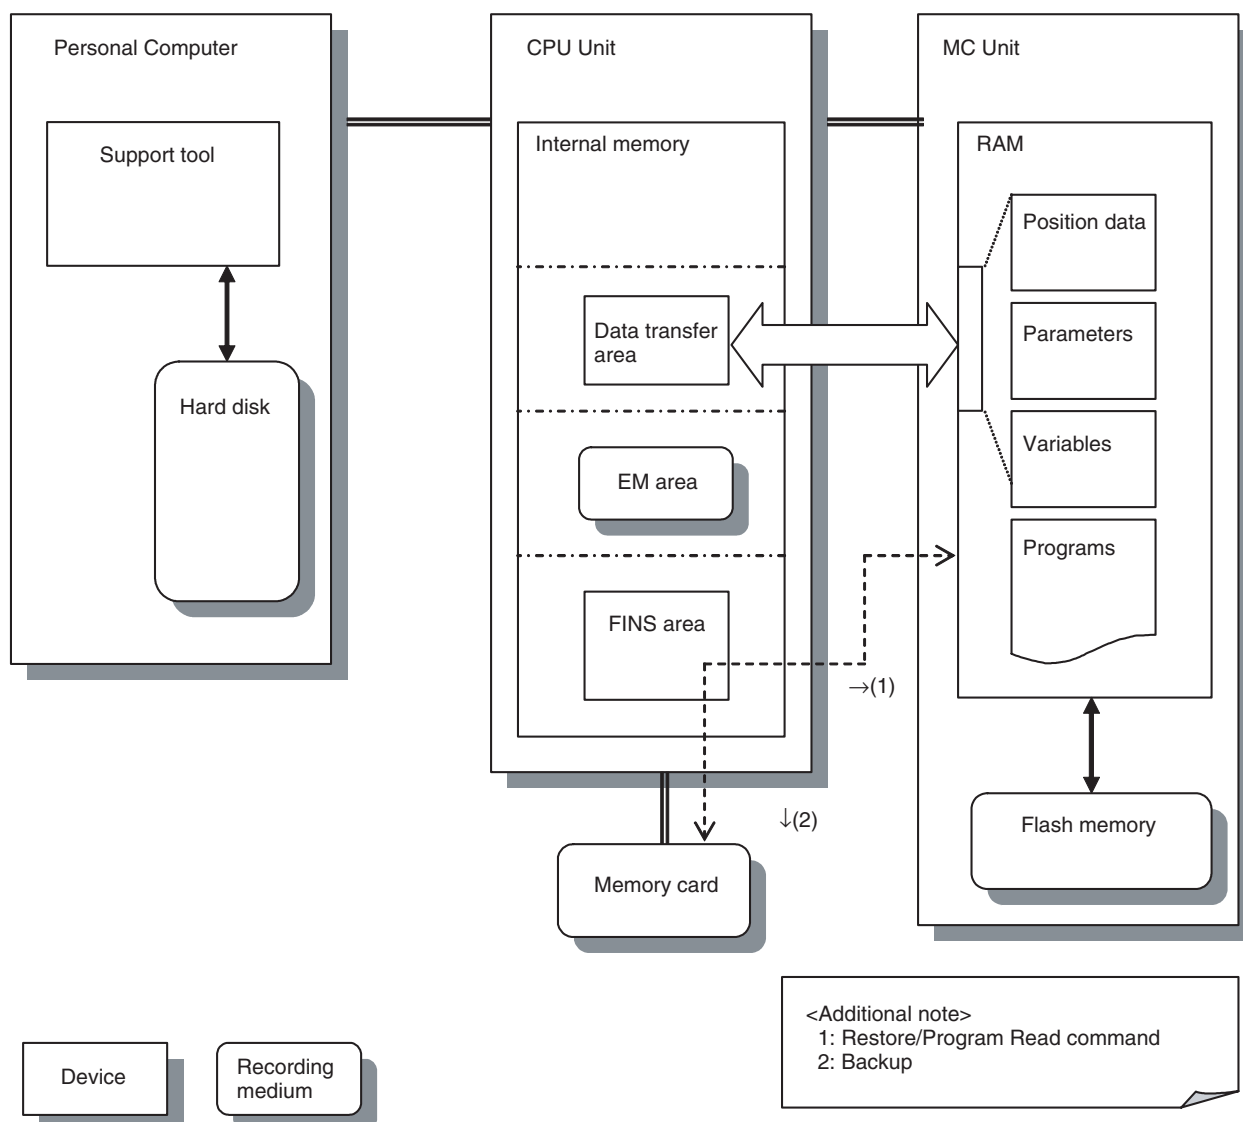 Personal Computer
CPU Unit
MC Unit
Support tool
Internal memory
RAM
Position data
Data transfer
area
Parameters
Hard disk
Variables
EM area
Programs
FINS area
→(1)
↓(2)
Flash memory
Memory card
<Additional note>
1: Restore/Program Read command
2: Backup
Device
Recording
medium